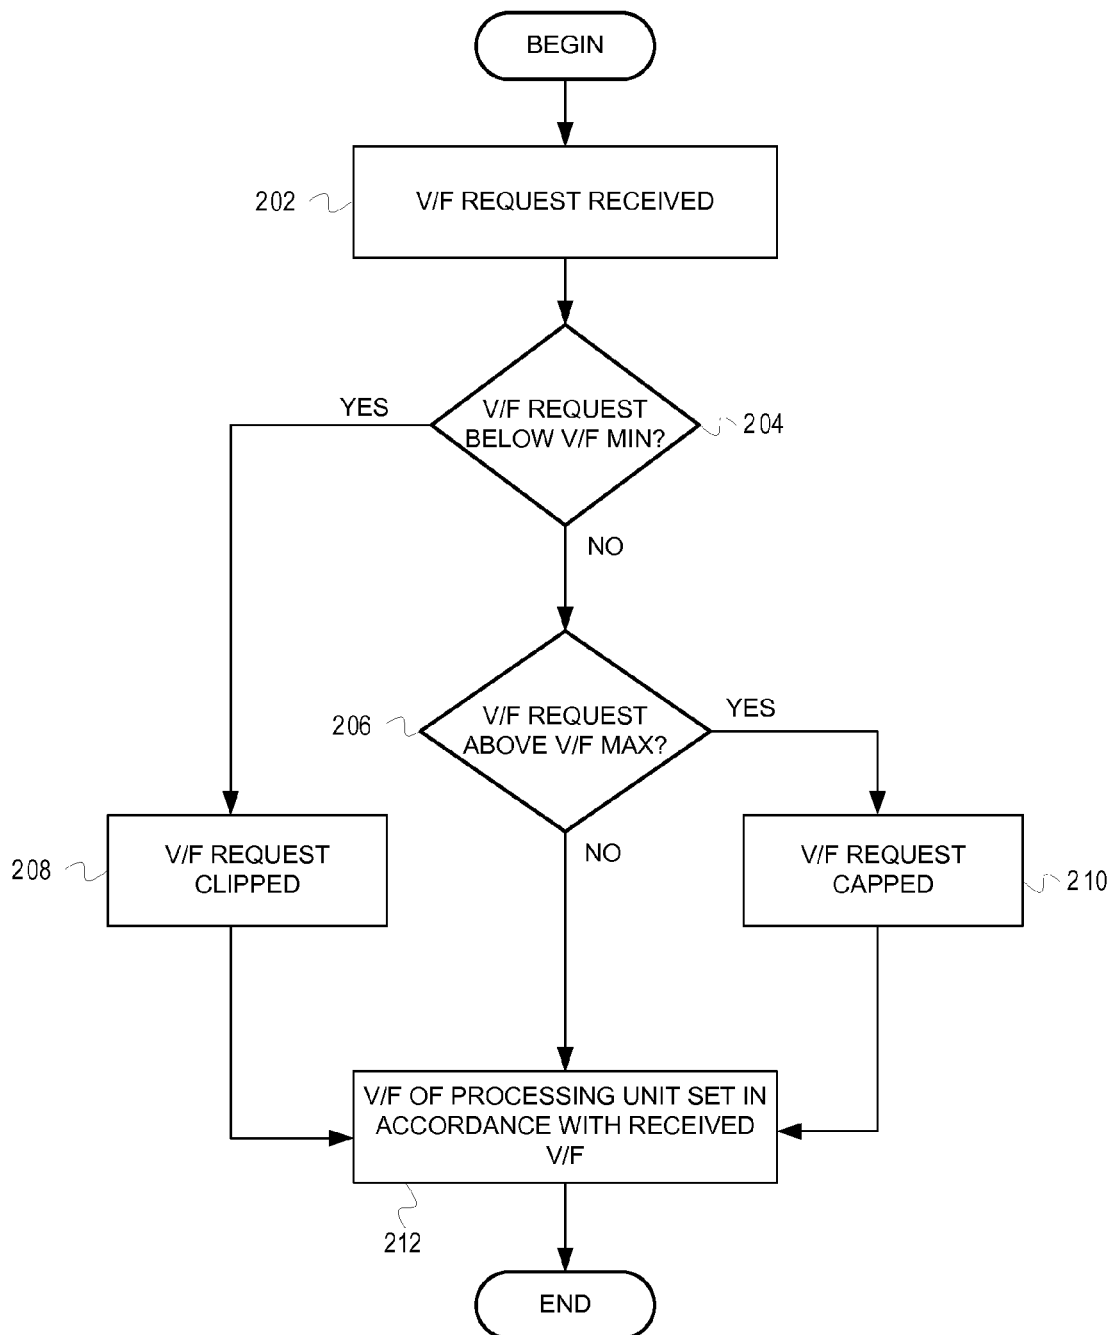 BEGIN
202
V/F REQUEST RECEIVED
YES
V/F REQUEST
BELOW V/F MIN?
204
NO
206
V/F REQUEST
ABOVE V/F MAX?
YES
208
V/F REQUEST
CLIPPED
NO
V/F REQUEST
CAPPED
210
V/F OF PROCESSING UNIT SET IN
ACCORDANCE WITH RECEIVED
V/F
212
END